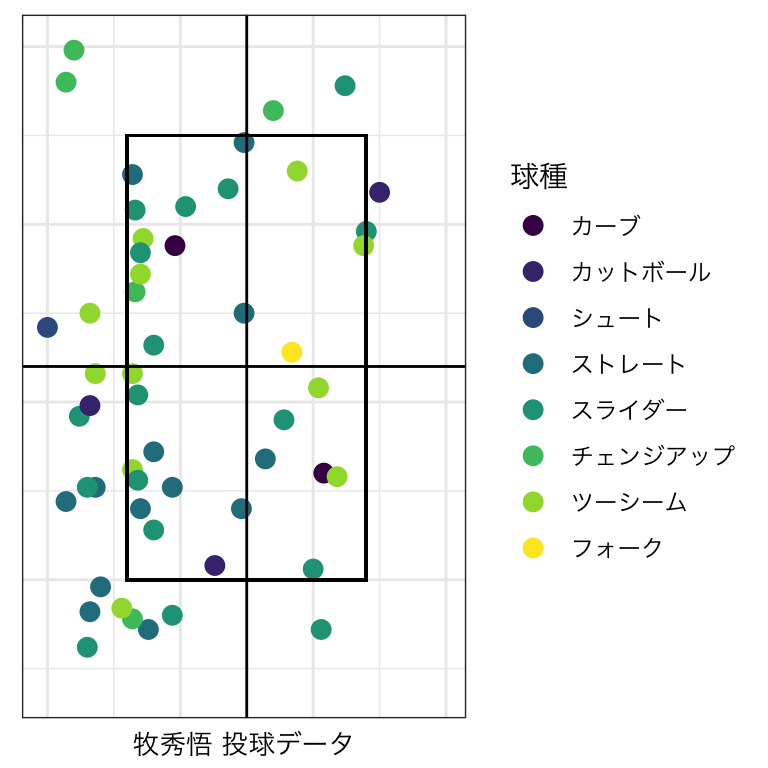 球種
カーブ
カットボール
シュート
ストレート
スライダー
チェンジアップ
ツーシーム
フォーク
牧秀悟 投球データ